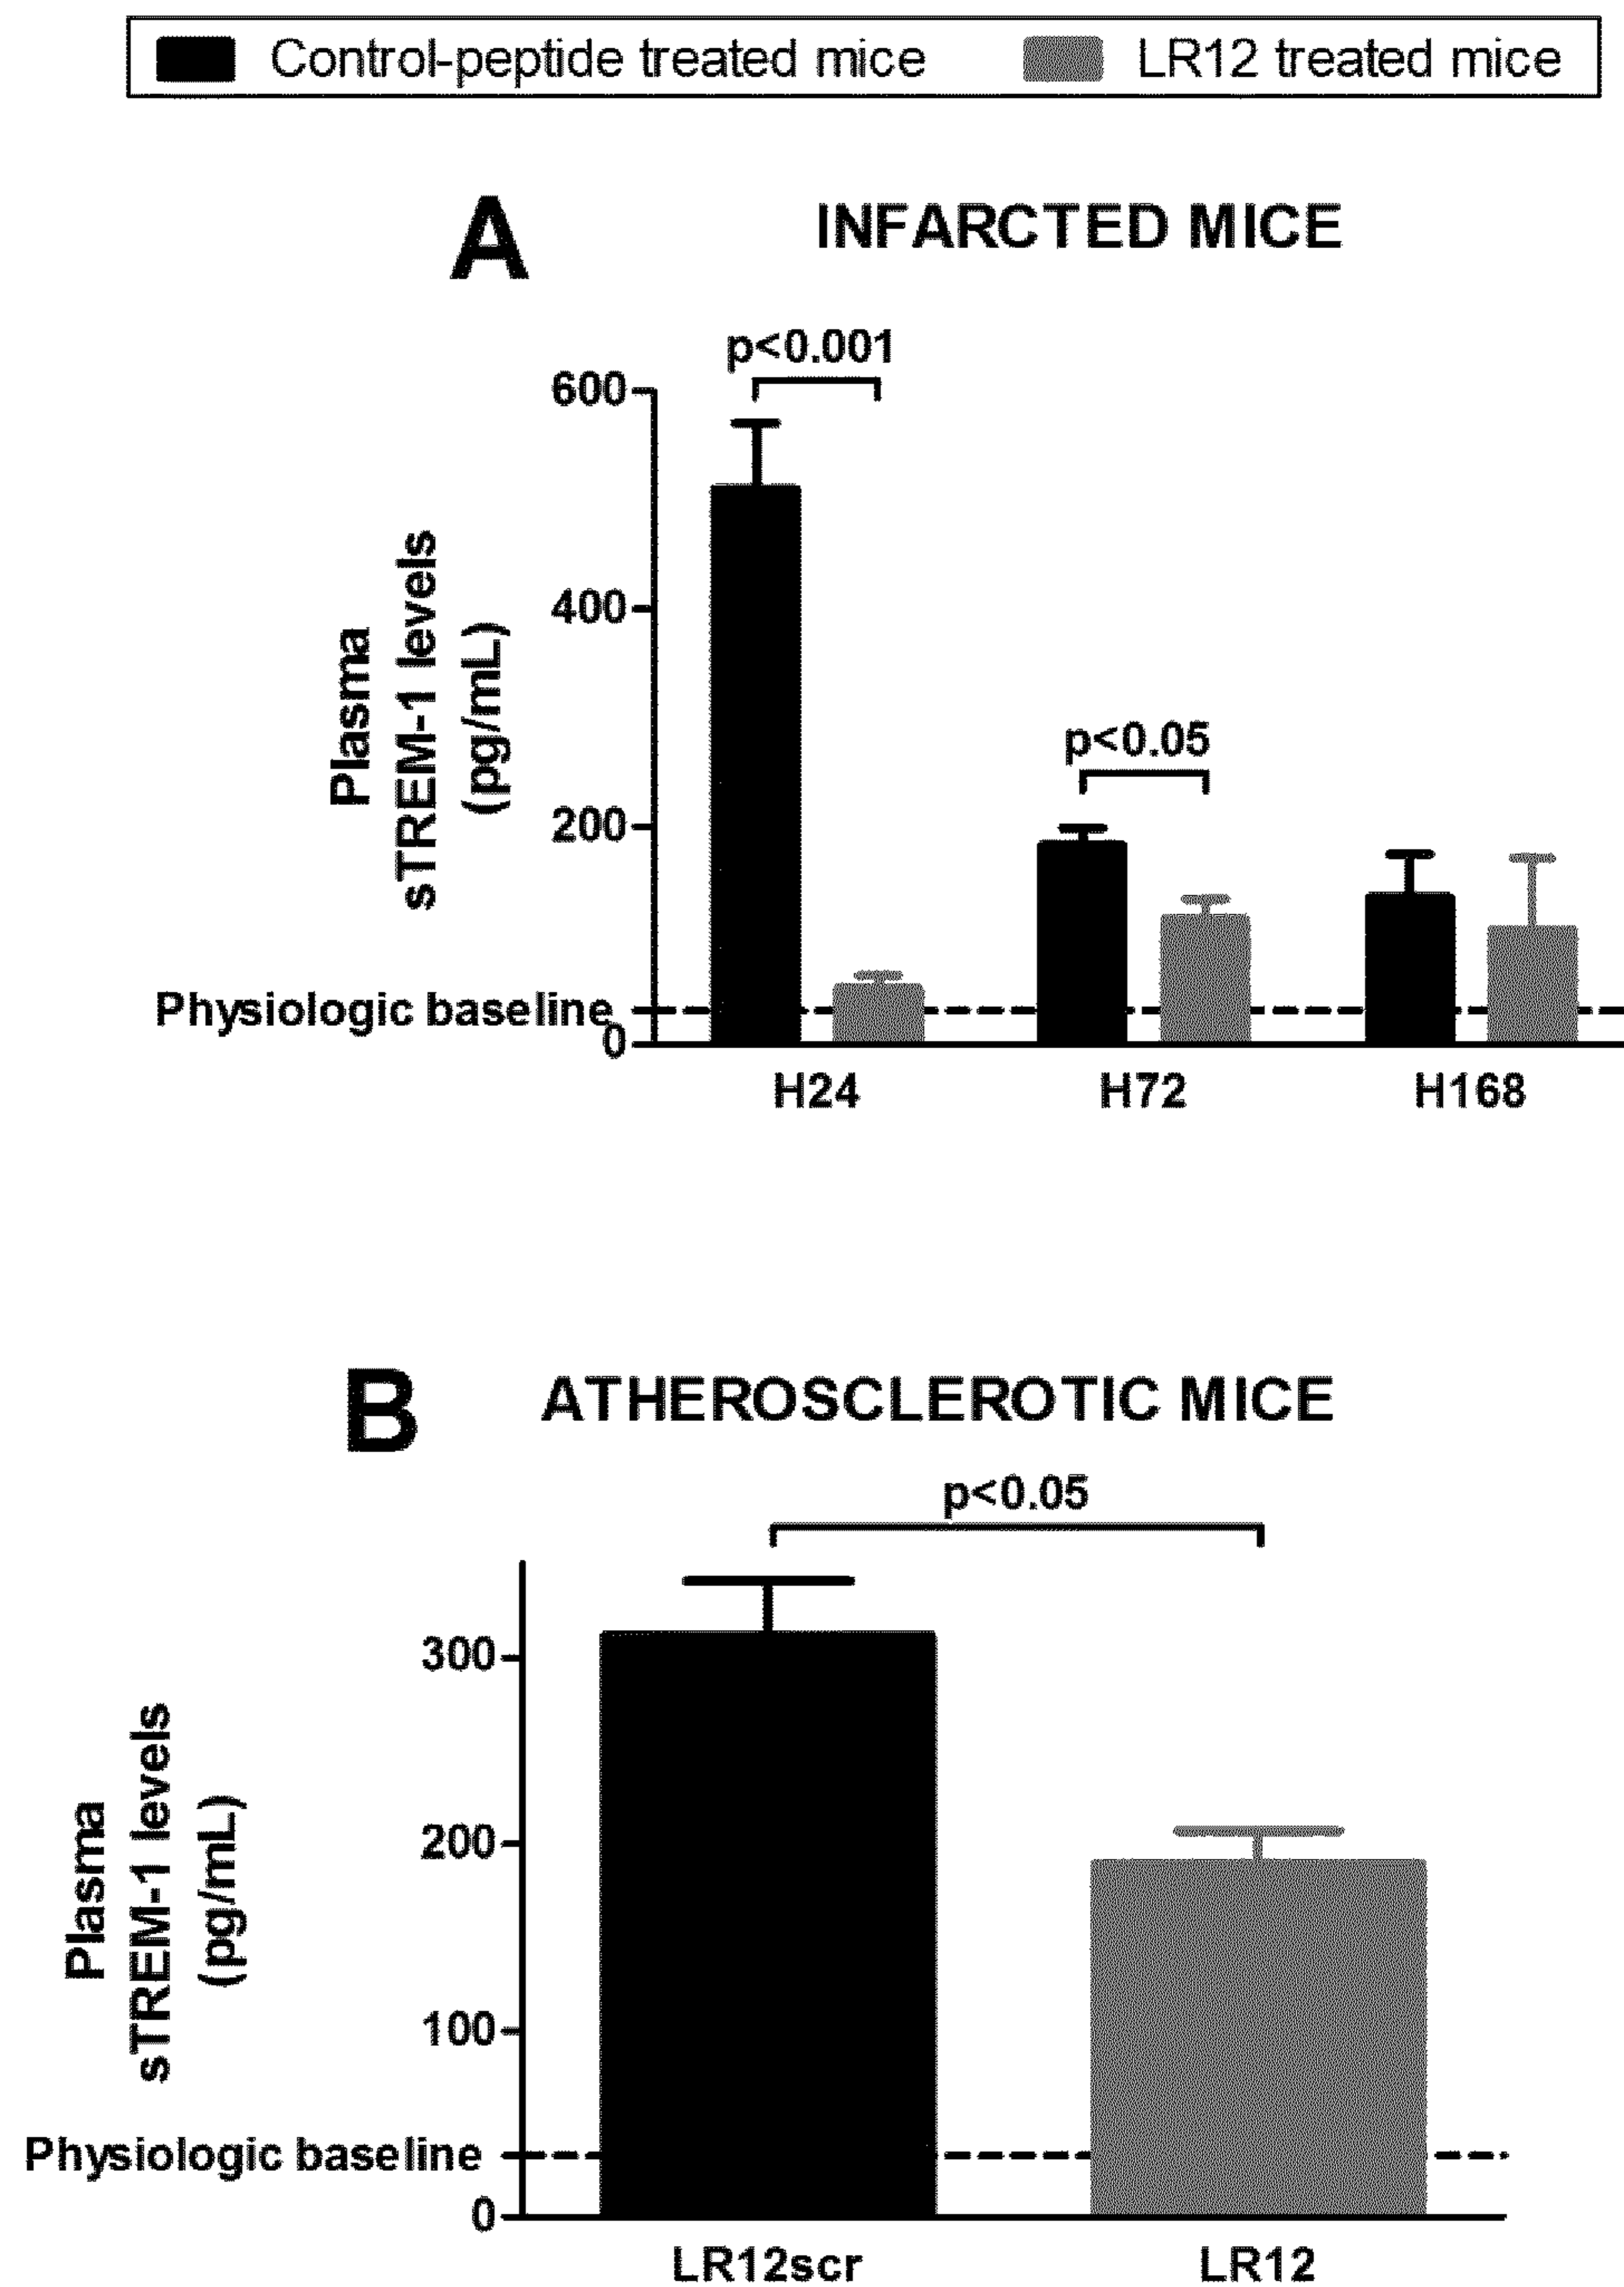 Control-peptide treated mice
LR12 treated mice
A
INFARCTED MICE
p<0.001
600
400
200
0
p<0.05
Plasma
sTREM-1 levels
(pg/mL)
Physiologic baseline
H24
H72
H168
B
ATHEROSCLEROTIC MICE
p<0.05
300
200
100
0
Plasma
sTREM-1 levels
(pg/mL)
Physiologic baseline
LR12scr
LR12